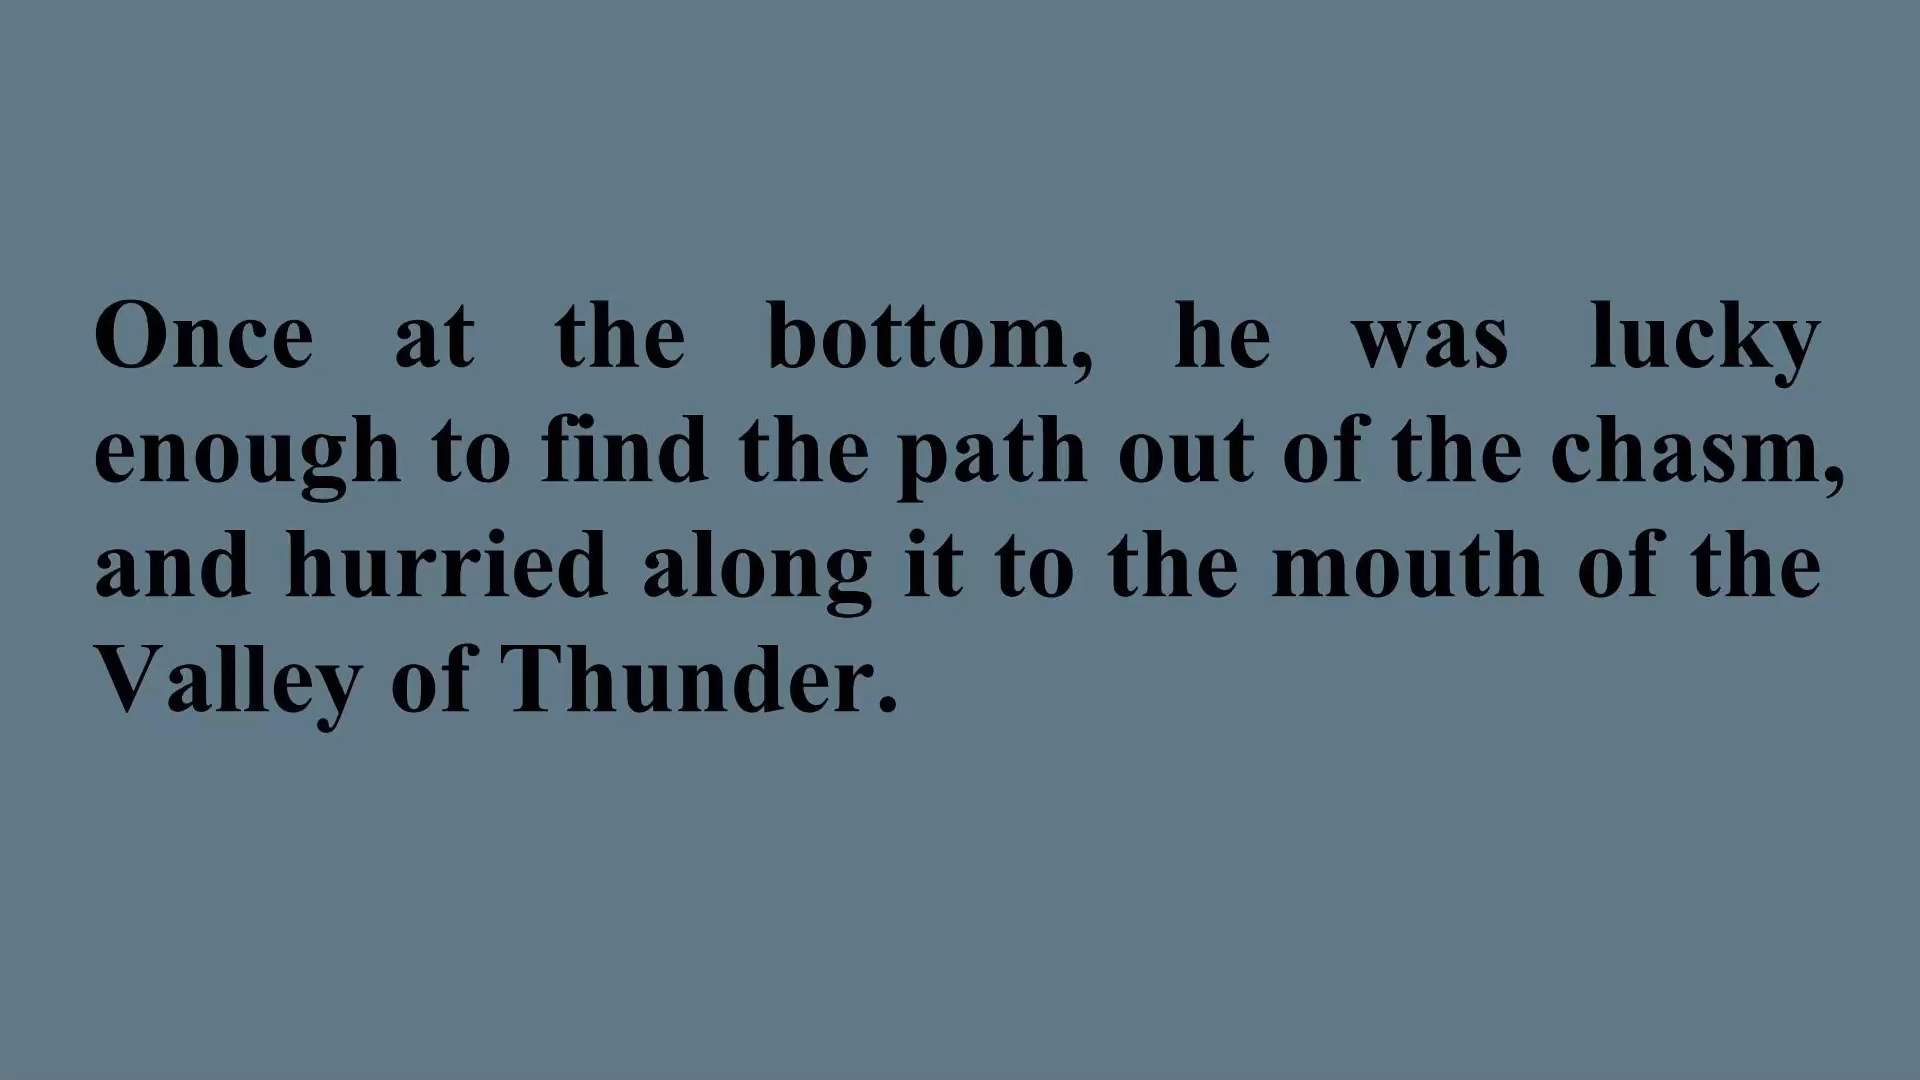 Once at the bottom, he was lucky
enough to find the path out of the chasm,
and hurried along it to the mouth of the
Valley of Thunder.